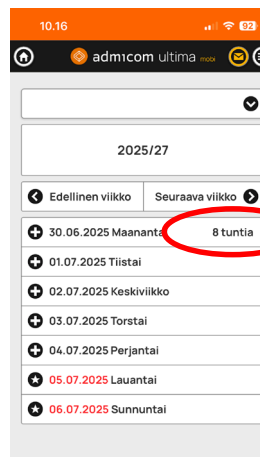 10.16 92
admicom ultima mobi
2025/27
Edellinen viikko Seuraava viikko
30.06.2025 Maanantai 8 tuntia
01.07.2025 Tiistai
02.07.2025 Keskiviikko
03.07.2025 Torstai
04.07.2025 Perjantai
05.07.2025 Lauantai
06.07.2025 Sunnuntai